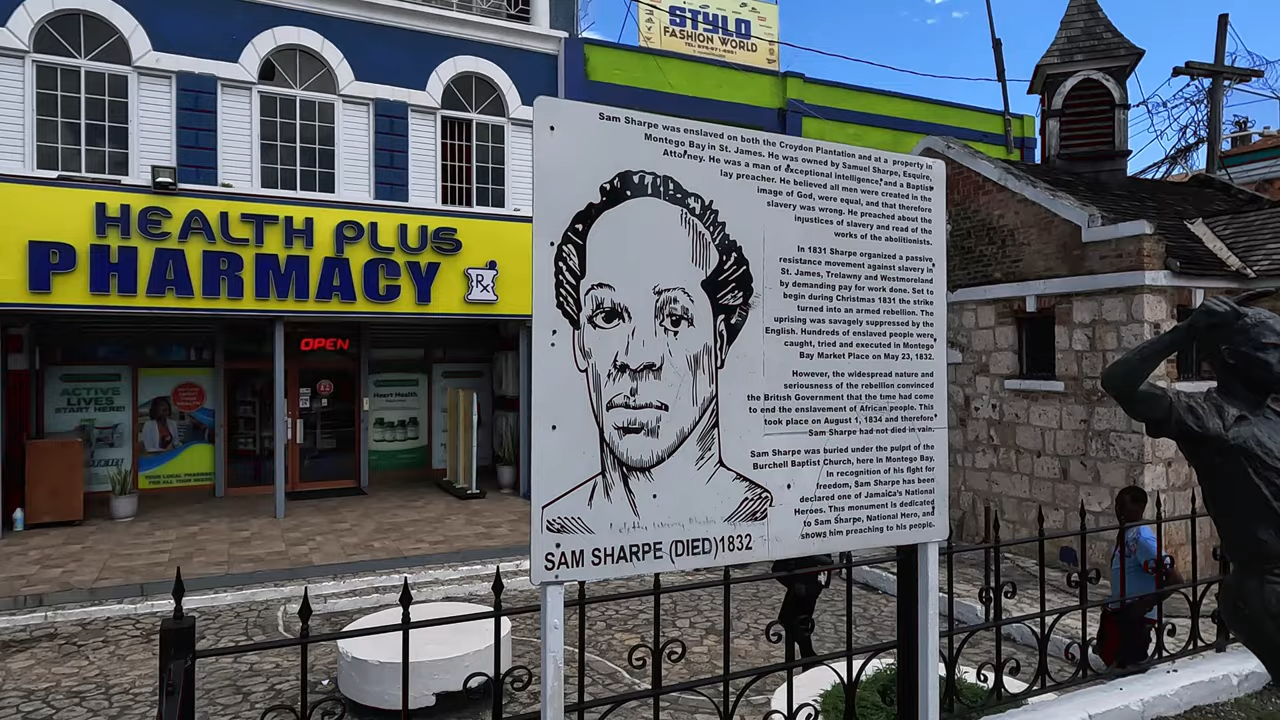 STYLO
FASHION WORLD
HEALTH PLUS
PHARMACY
Rx
OPEN
ACTIVE
LIVES
START HERE!
YOUR LOCAL PHARMACY
FOR ALL YOUR NEEDS
Heart Health
Sam Sharpe was enslaved on both the Croydon Plantation and at a property in
Montego Bay in St. James. He was owned by Samuel Sharpe, Esquire,
Attorney. He was a man of exceptional intelligence, and a Baptist
lay preacher. He believed all men were created in the
image of God, were equal, and that therefore
slavery was wrong. He preached about the
injustices of slavery and read of the
works of the abolitionists.
In 1831 Sharpe organized a passive
resistance movement against slavery in
St. James, Trelawny and Westmoreland
by demanding pay for work done. Set to
begin during Christmas 1831 the strike
turned into an armed rebellion. The
uprising was savagely suppressed by the
English. Hundreds of enslaved people were
caught, tried and executed in Montego
Bay Market Place on May 23, 1832.
However, the widespread nature and
seriousness of the rebellion convinced
the British Government that the time had come
to end the enslavement of African people. This
took place on August 1, 1834 and therefore
Sam Sharpe had not died in vain.
Sam Sharpe was buried under the pulpit of the
Burchell Baptist Church, here in Montego Bay.
In recognition of his fight for
freedom, Sam Sharpe has been
declared one of Jamaica's National
Heroes. This monument is dedicated
to Sam Sharpe, National Hero, and
shows him preaching to his people.
SAM SHARPE (DIED)1832